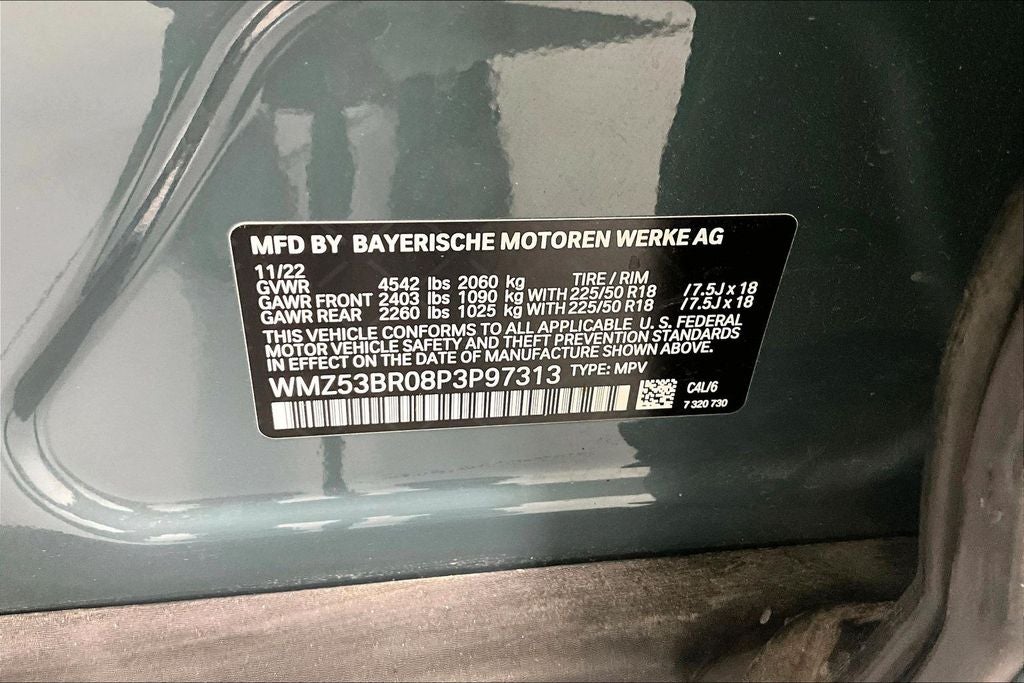 MFD BY BAYERISCHE MOTOREN WERKE AG
11/22
GVWR 4542 lbs 2060 kg TIRE / RIM
GAWR FRONT 2403 lbs 1090 kg WITH 225/50 R18 /7.5J x 18
GAWR REAR 2260 lbs 1025 kg WITH 225/50 R18 /7.5J x 18
THIS VEHICLE CONFORMS TO ALL APPLICABLE U. S. FEDERAL
MOTOR VEHICLE SAFETY AND THEFT PREVENTION STANDARDS
IN EFFECT ON THE DATE OF MANUFACTURE SHOWN ABOVE.
WMZ53BR08P3P97313 TYPE: MPV
C4L/6
7 320 730